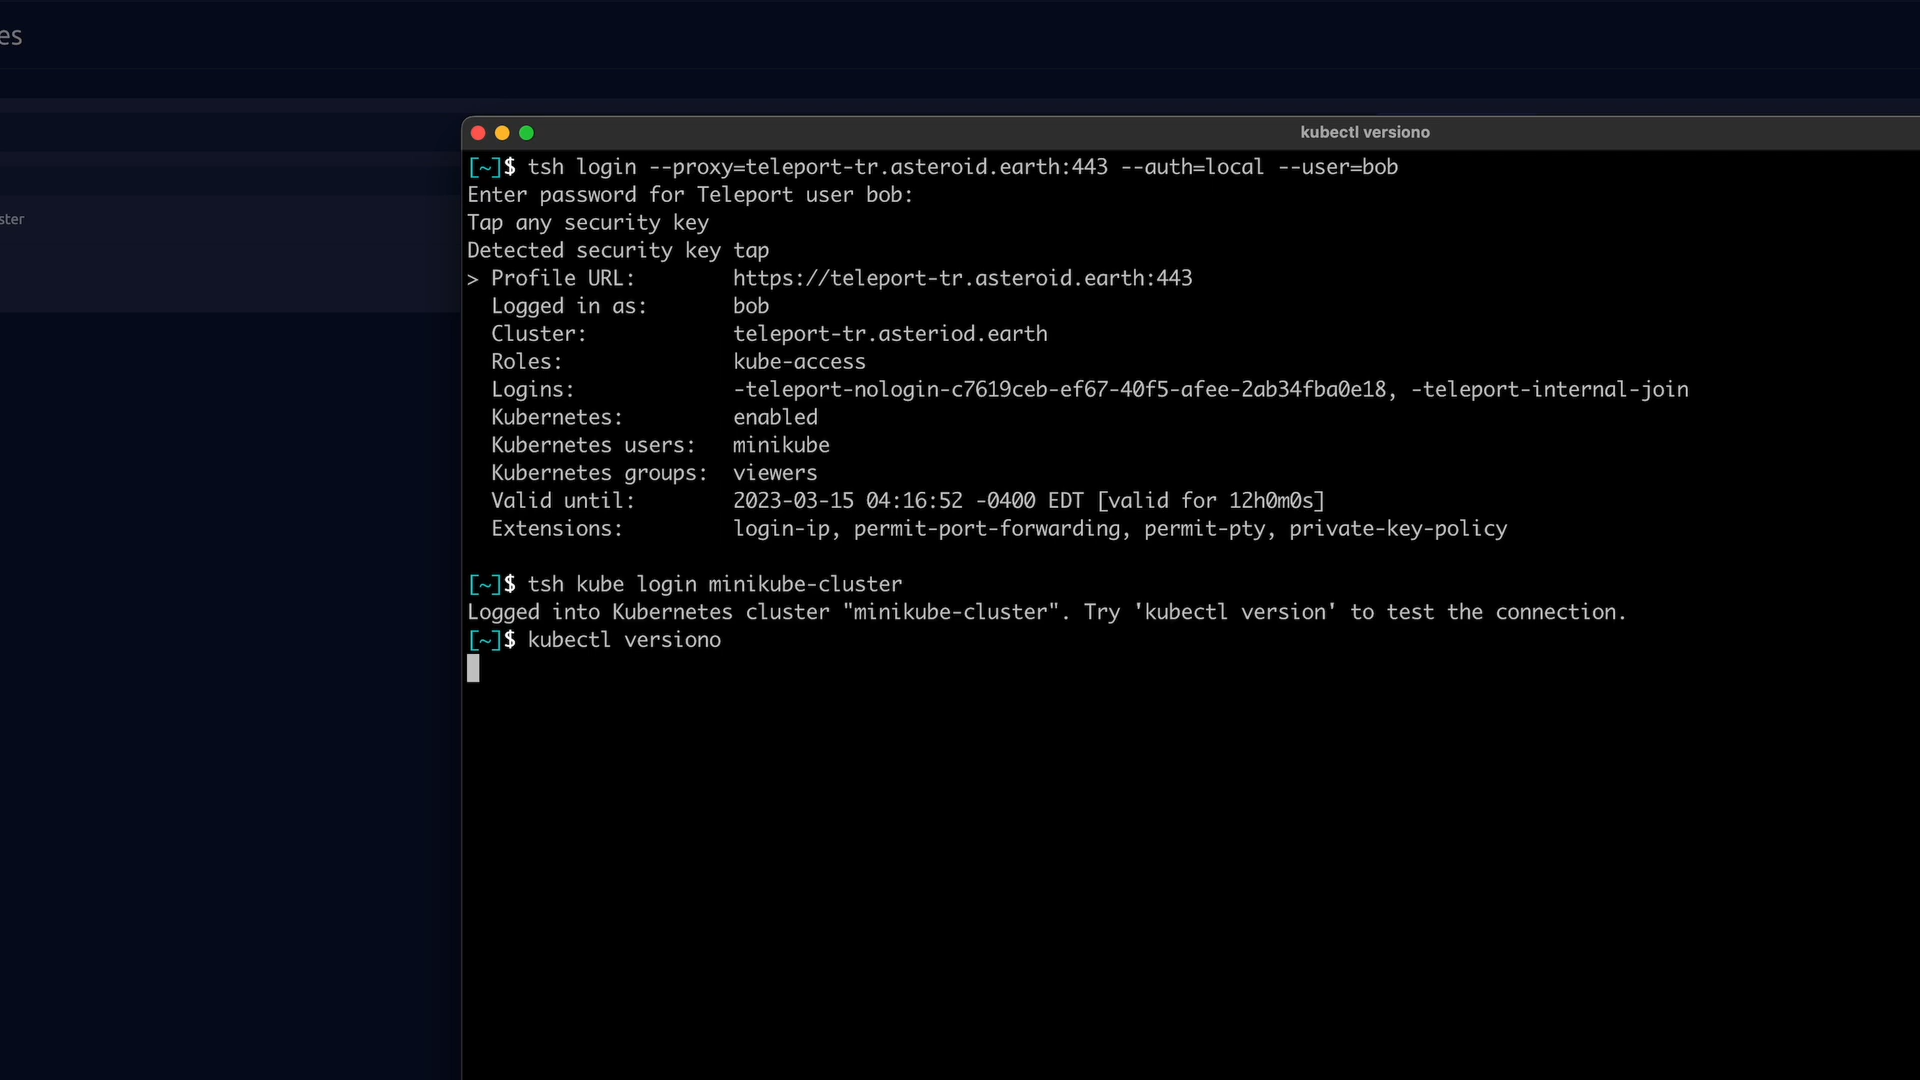 es
ster
kubectl versiono
[~]$ tsh login --proxy=teleport-tr.asteroid.earth:443 --auth=local --user=bob
Enter password for Teleport user bob:
Tap any security key
Detected security key tap
> Profile URL:        https://teleport-tr.asteroid.earth:443
  Logged in as:       bob
  Cluster:            teleport-tr.asteriod.earth
  Roles:              kube-access
  Logins:             -teleport-nologin-c7619ceb-ef67-40f5-afee-2ab34fba0e18, -teleport-internal-join
  Kubernetes:         enabled
  Kubernetes users:   minikube
  Kubernetes groups:  viewers
  Valid until:        2023-03-15 04:16:52 -0400 EDT [valid for 12h0m0s]
  Extensions:         login-ip, permit-port-forwarding, permit-pty, private-key-policy
[~]$ tsh kube login minikube-cluster
Logged into Kubernetes cluster "minikube-cluster". Try 'kubectl version' to test the connection.
[~]$ kubectl versiono